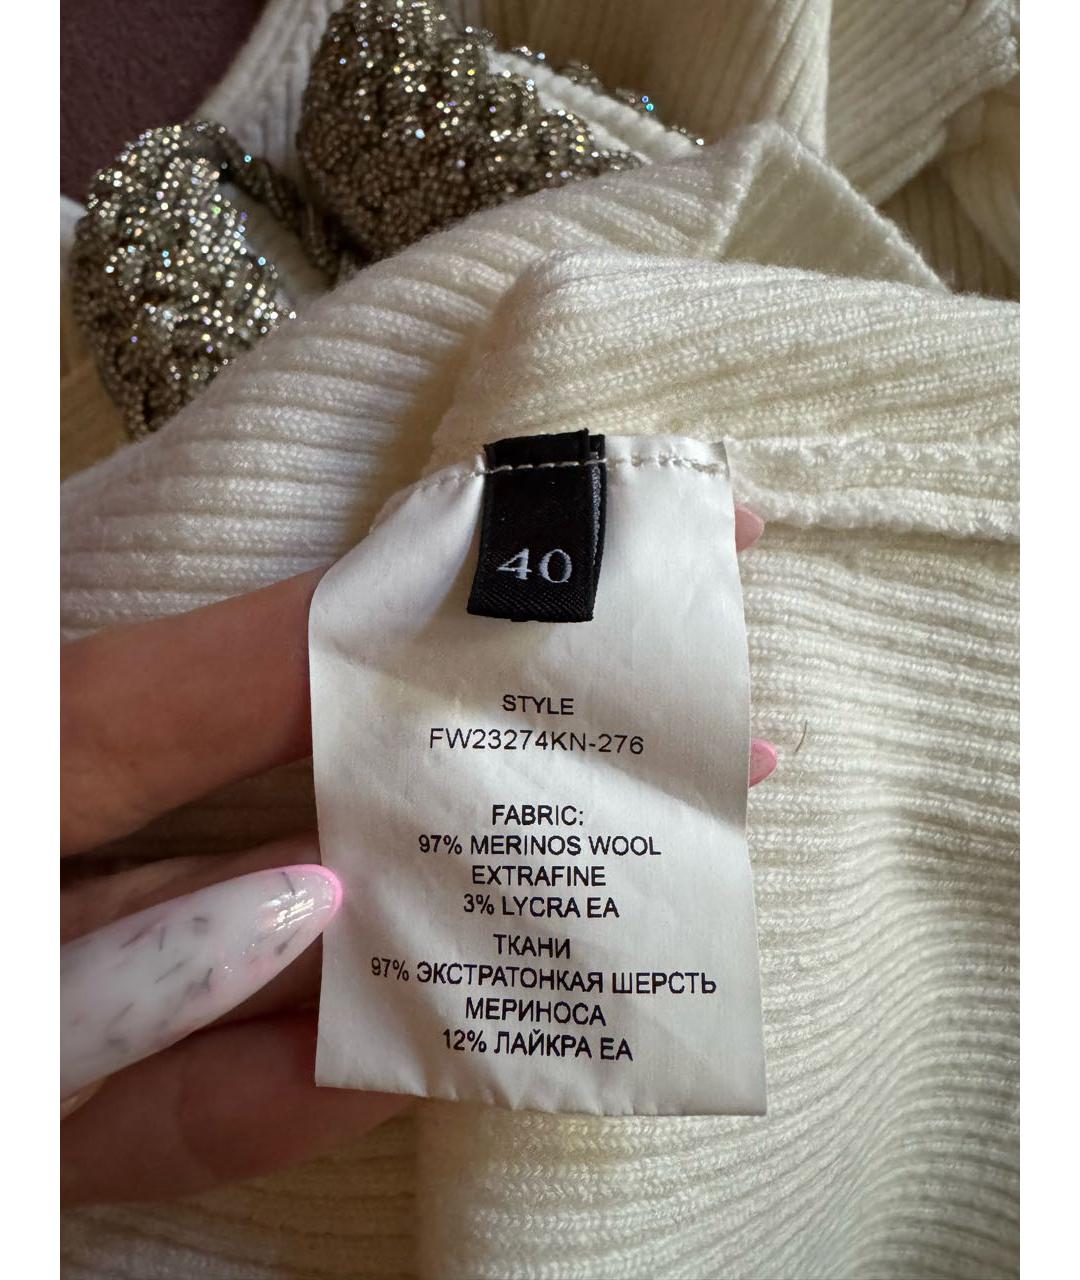 40
STYLE
FW23274KN-276
FABRIC:
97% MERINOS WOOL
EXTRAFINE
3% LYCRA EA
ТКАНИ
97% ЭКСТРАТОНКАЯ ШЕРСТЬ
МЕРИНОСА
12% ЛАЙКРА EA